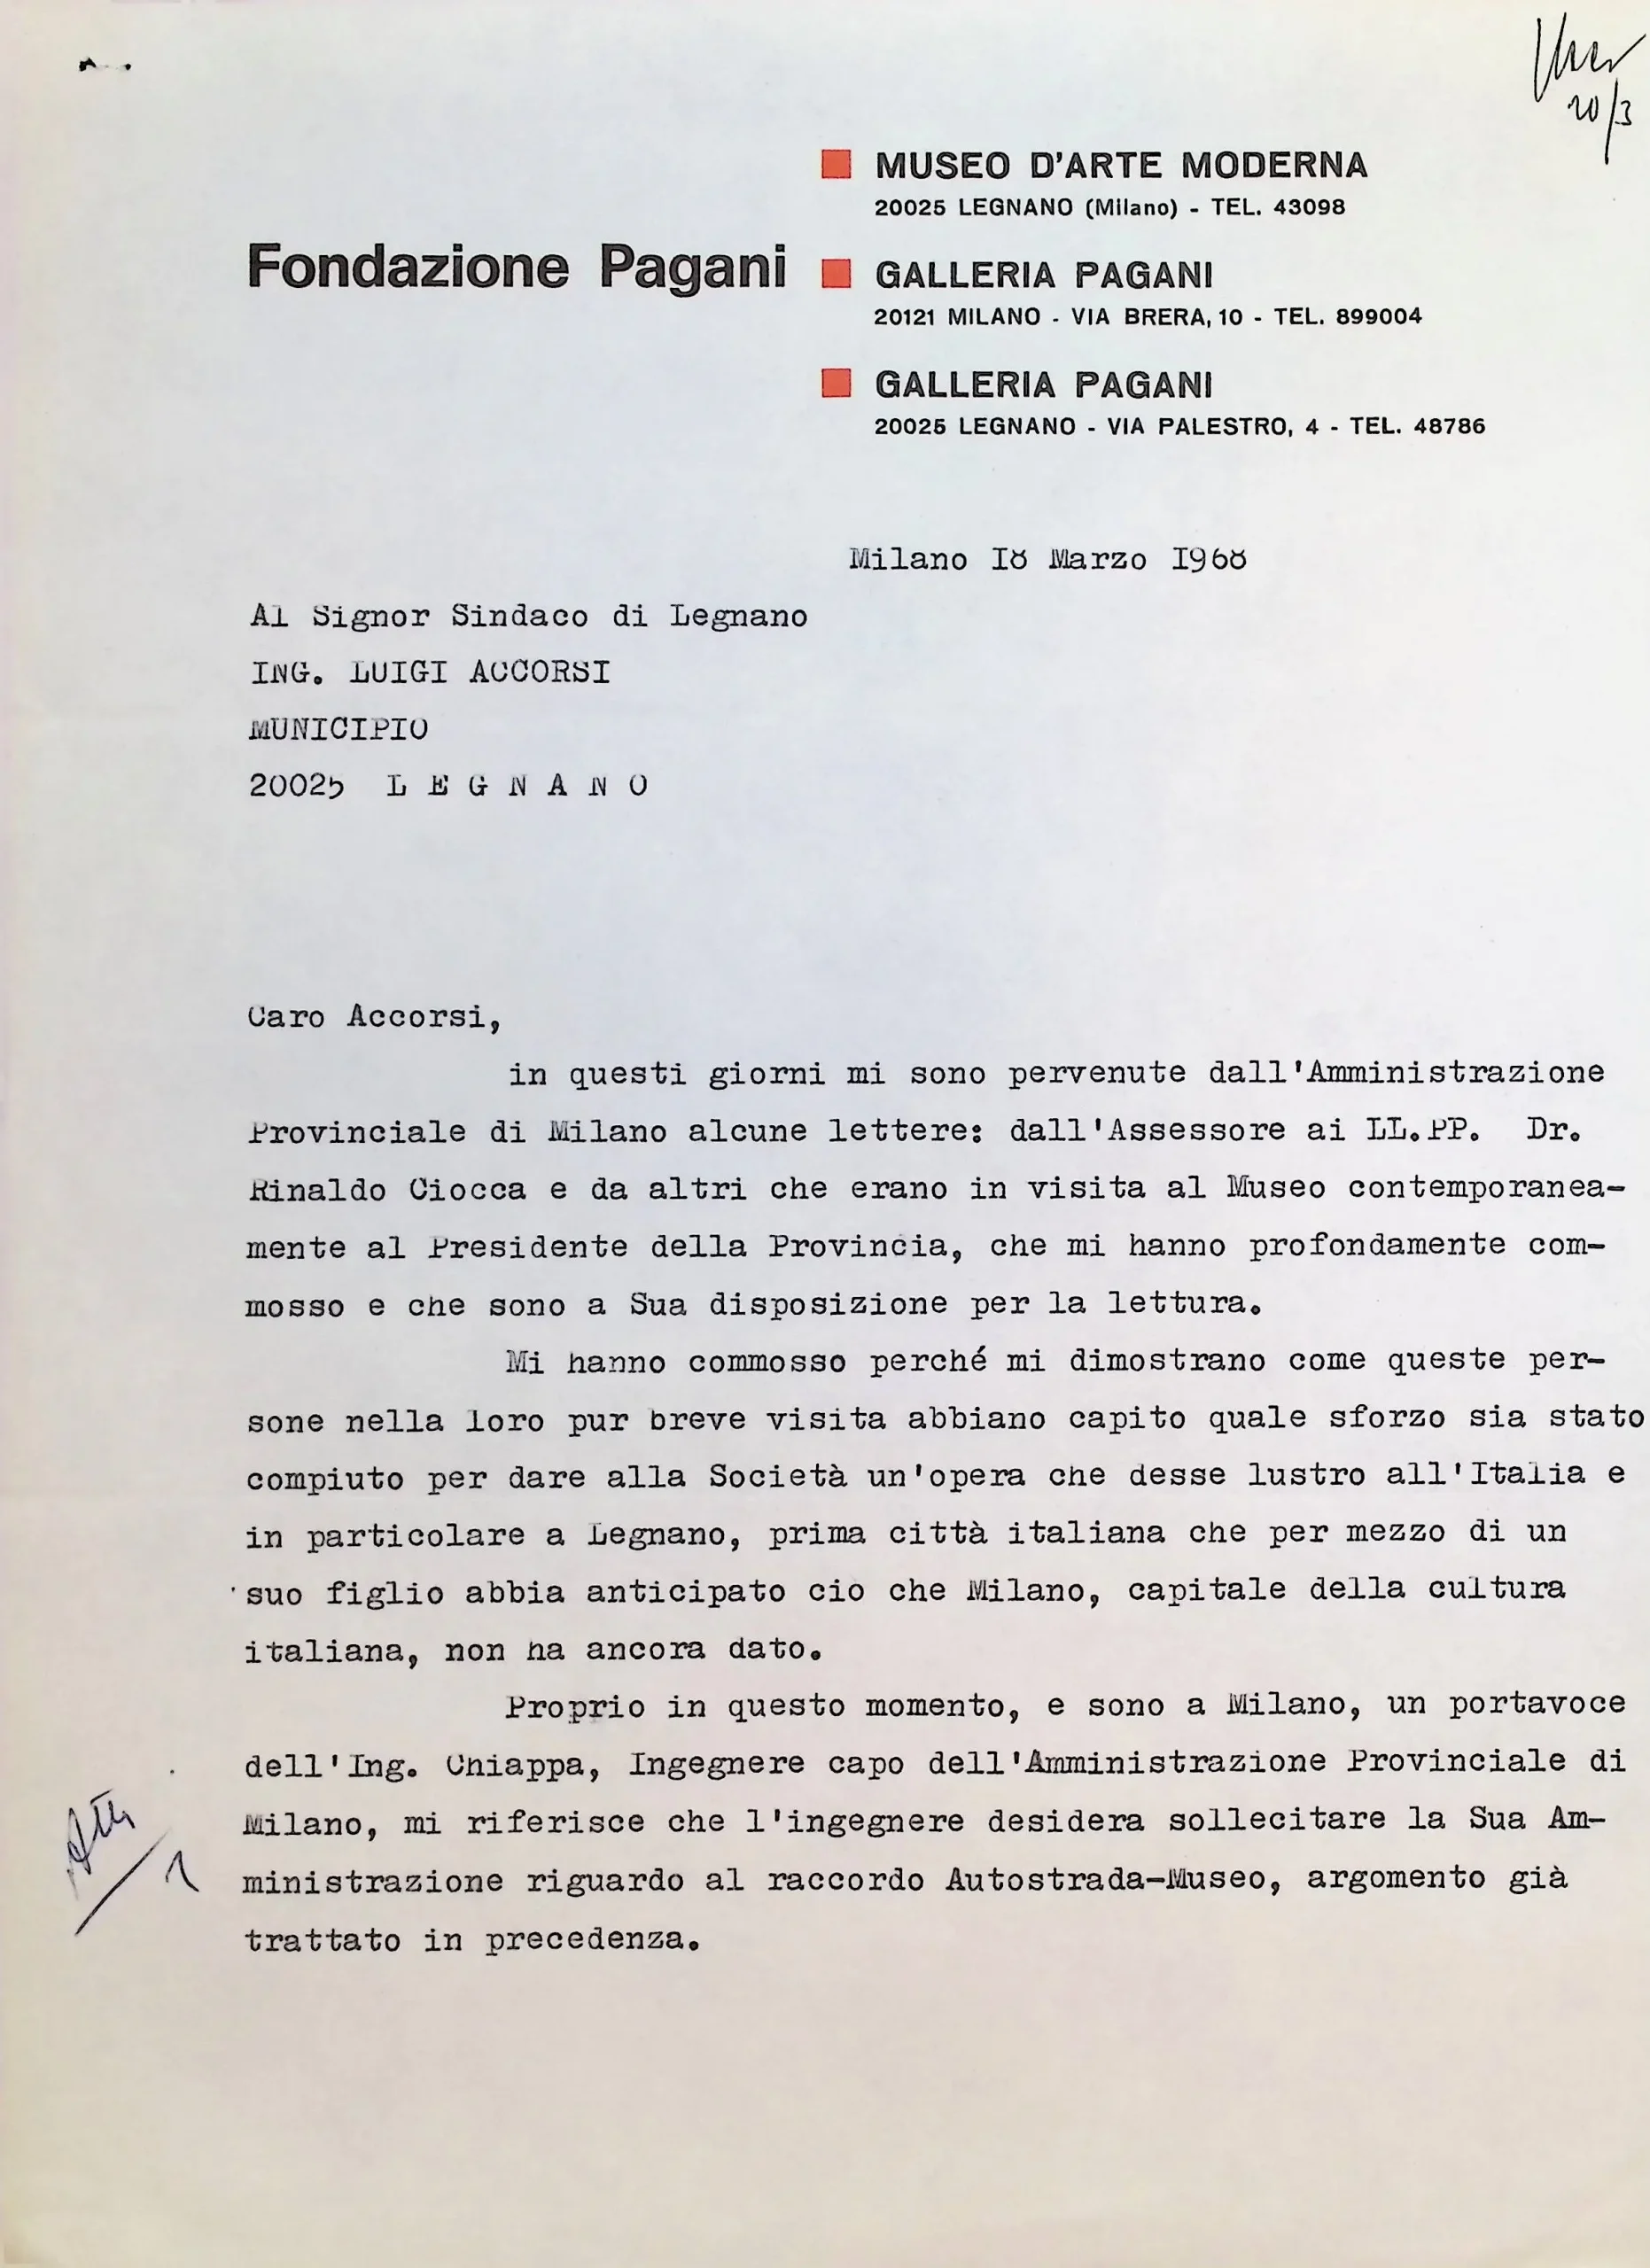 20/3
MUSEO D'ARTE MODERNA
20025 LEGNANO (Milano) - TEL. 43098
Fondazione Pagani
GALLERIA PAGANI
20121 MILANO - VIA BRERA, 10 - TEL. 899004
GALLERIA PAGANI
20025 LEGNANO - VIA PALESTRO, 4 - TEL. 48786
Milano I8 Marzo I968
Al Signor Sindaco di Legnano
ING. LUIGI ACCORSI
MUNICIPIO
20025 L E G N A N O
Caro Accorsi,
in questi giorni mi sono pervenute dall'Amministrazione
Provinciale di Milano alcune lettere: dall'Assessore ai LL.PP. Dr.
Rinaldo Ciocca e da altri che erano in visita al Museo contemporanea-
mente al Presidente della Provincia, che mi hanno profondamente com-
mosso e che sono a Sua disposizione per la lettura.
Mi hanno commosso perché mi dimostrano come queste per-
sone nella loro pur breve visita abbiano capito quale sforzo sia stato
compiuto per dare alla Società un'opera che desse lustro all'Italia e
in particolare a Legnano, prima città italiana che per mezzo di un
suo figlio abbia anticipato cio che Milano, capitale della cultura
italiana, non ha ancora dato.
Proprio in questo momento, e sono a Milano, un portavoce
dell'Ing. Chiappa, Ingegnere capo dell'Amministrazione Provinciale di
Milano, mi riferisce che l'ingegnere desidera sollecitare la Sua Am-
ministrazione riguardo al raccordo Autostrada-Museo, argomento già
trattato in precedenza.